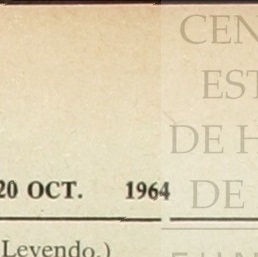 CEN
EST
DE H
20 OCT. 1964
DE
Leyendo.)